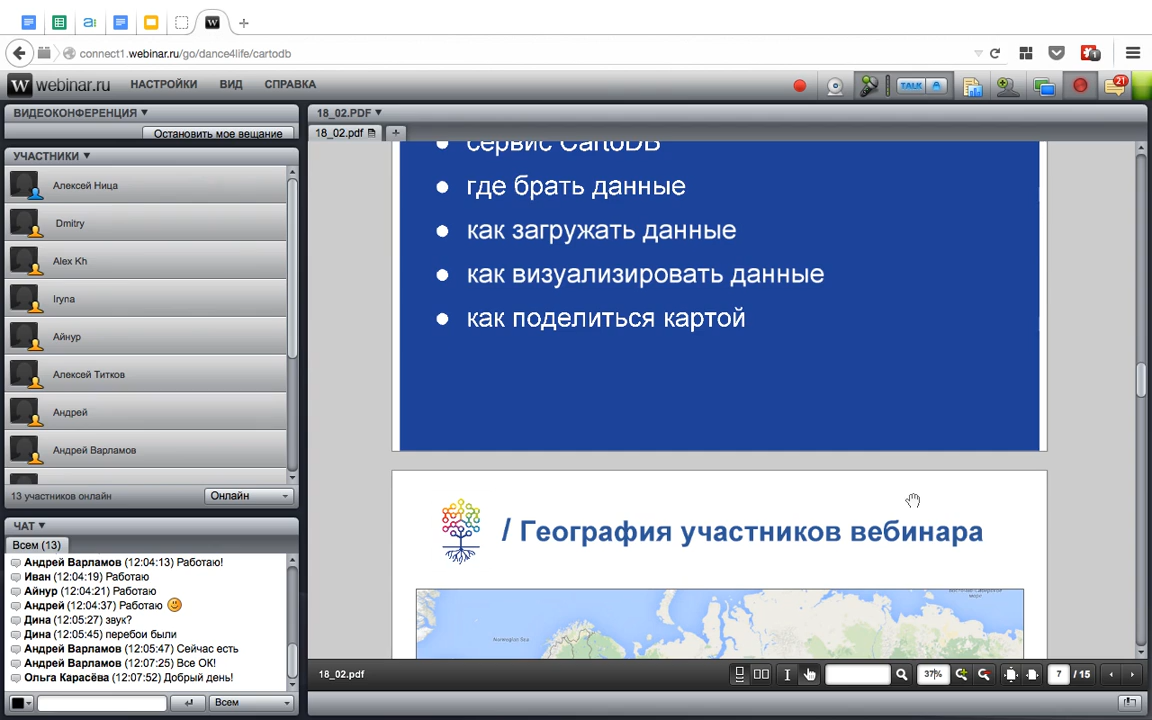 connect1.webinar.ru/go/dance4life/cartodb
webinar.ru НАСТРОЙКИ ВИД СПРАВКА
TALK
21
ВИДЕОКОНФЕРЕНЦИЯ
Остановить мое вещание
УЧАСТНИКИ
Алексей Ница
Dmitry
Alex Kh
Iryna
Айнур
Алексей Титков
Андрей
Андрей Варламов
13 участников онлайн
Онлайн
ЧАТ
Всем (13)
Андрей Варламов (12:04:13) Работаю!
Иван (12:04:19) Работаю
Айнур (12:04:21) Работаю
Андрей (12:04:37) Работаю
Дина (12:05:27) звук?
Дина (12:05:45) перебои были
Андрей Варламов (12:05:47) Сейчас есть
Андрей Варламов (12:07:25) Все ОК!
Ольга Карасёва (12:07:52) Добрый день!
Всем
18_02.PDF
18_02.pdf
сервис CartoDB
где брать данные
как загружать данные
как визуализировать данные
как поделиться картой
/ География участников вебинара
Norwegian Sea
18_02.pdf
37%
7 / 15